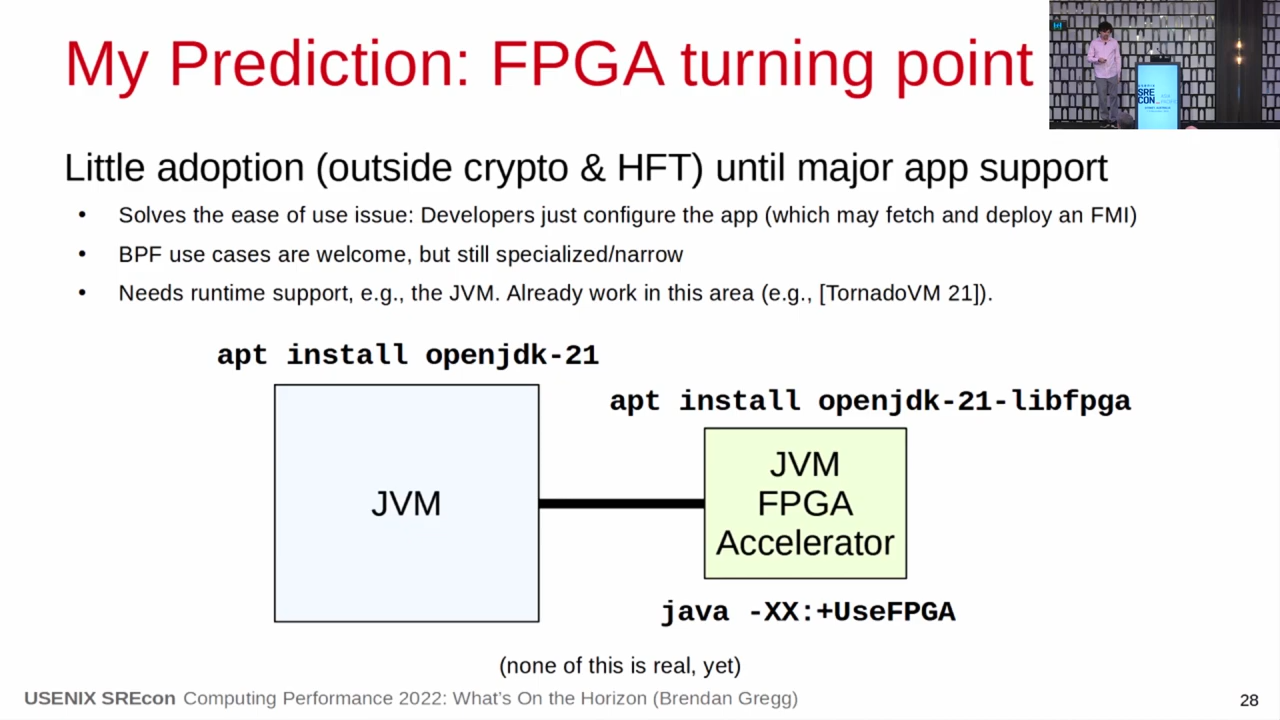 My Prediction: FPGA turning point
USENIX
SRE
CON
Little adoption (outside crypto & HFT) until major app support
• Solves the ease of use issue: Developers just configure the app (which may fetch and deploy an FMI)
• BPF use cases are welcome, but still specialized/narrow
• Needs runtime support, e.g., the JVM. Already work in this area (e.g., [TornadoVM 21]).
apt install openjdk-21
apt install openjdk-21-libfpga
JVM
JVM
FPGA
Accelerator
java -XX:+UseFPGA
(none of this is real, yet)
USENIX SREcon Computing Performance 2022: What's On the Horizon (Brendan Gregg)
28